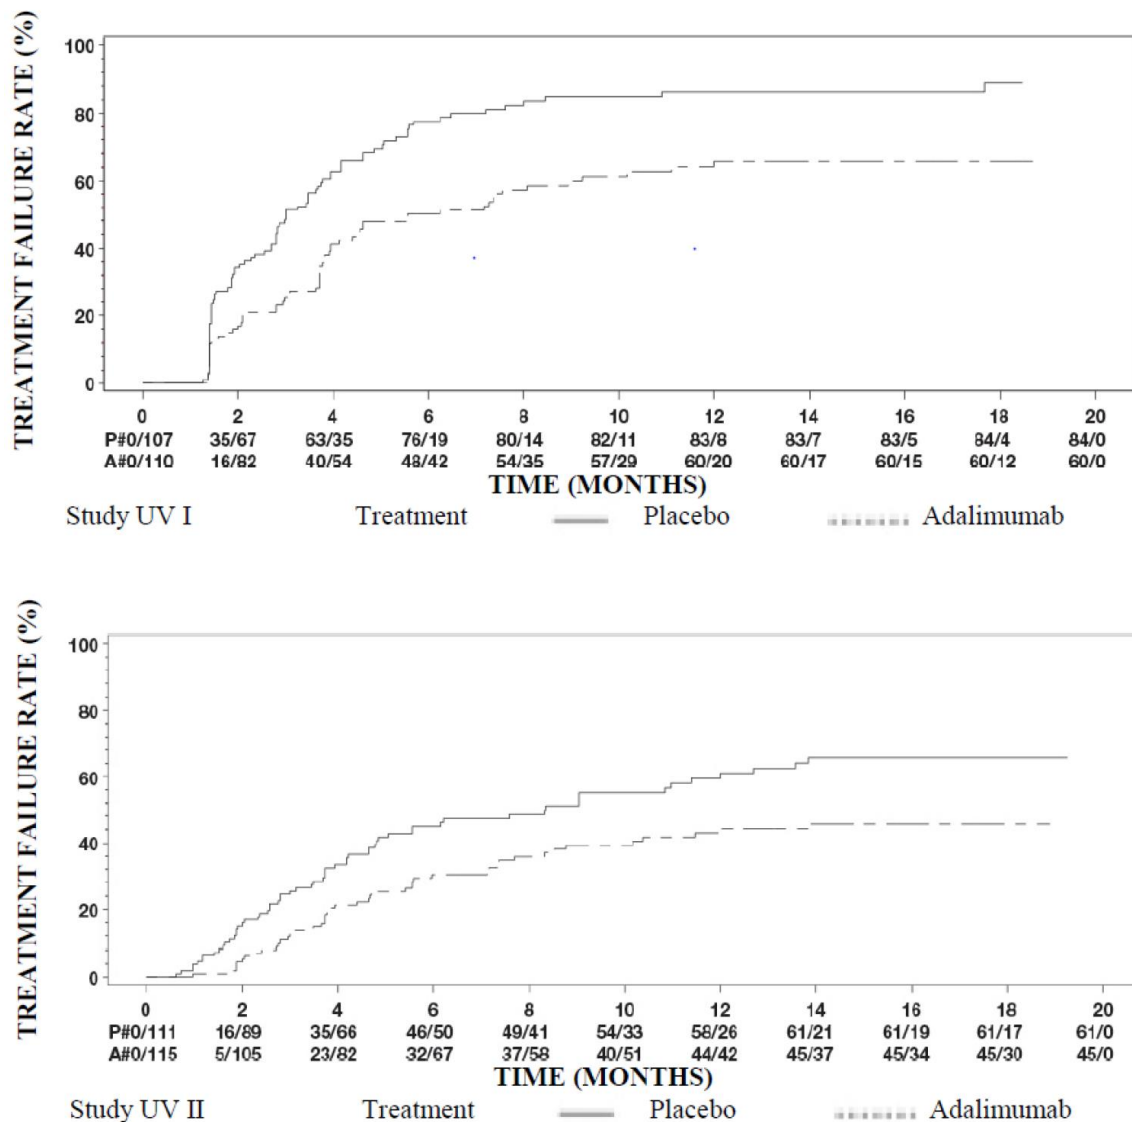 TREATMENT FAILURE RATE (%)
100
80
60
40
20
0
0 2 4 6 8 10 12 14 16 18 20
P#0/107 35/67 63/35 76/19 80/14 82/11 83/8 83/7 83/5 84/4 84/0
A#0/110 16/82 40/54 48/42 54/35 57/29 60/20 60/17 60/15 60/12 60/0
TIME (MONTHS)
Study UV I Treatment Placebo Adalimumab
TREATMENT FAILURE RATE (%)
100
80
60
40
20
0
0 2 4 6 8 10 12 14 16 18 20
P#0/111 16/89 35/66 46/50 49/41 54/33 58/26 61/21 61/19 61/17 61/0
A#0/115 5/105 23/82 32/67 37/58 40/51 44/42 45/37 45/34 45/30 45/0
TIME (MONTHS)
Study UV II Treatment Placebo Adalimumab